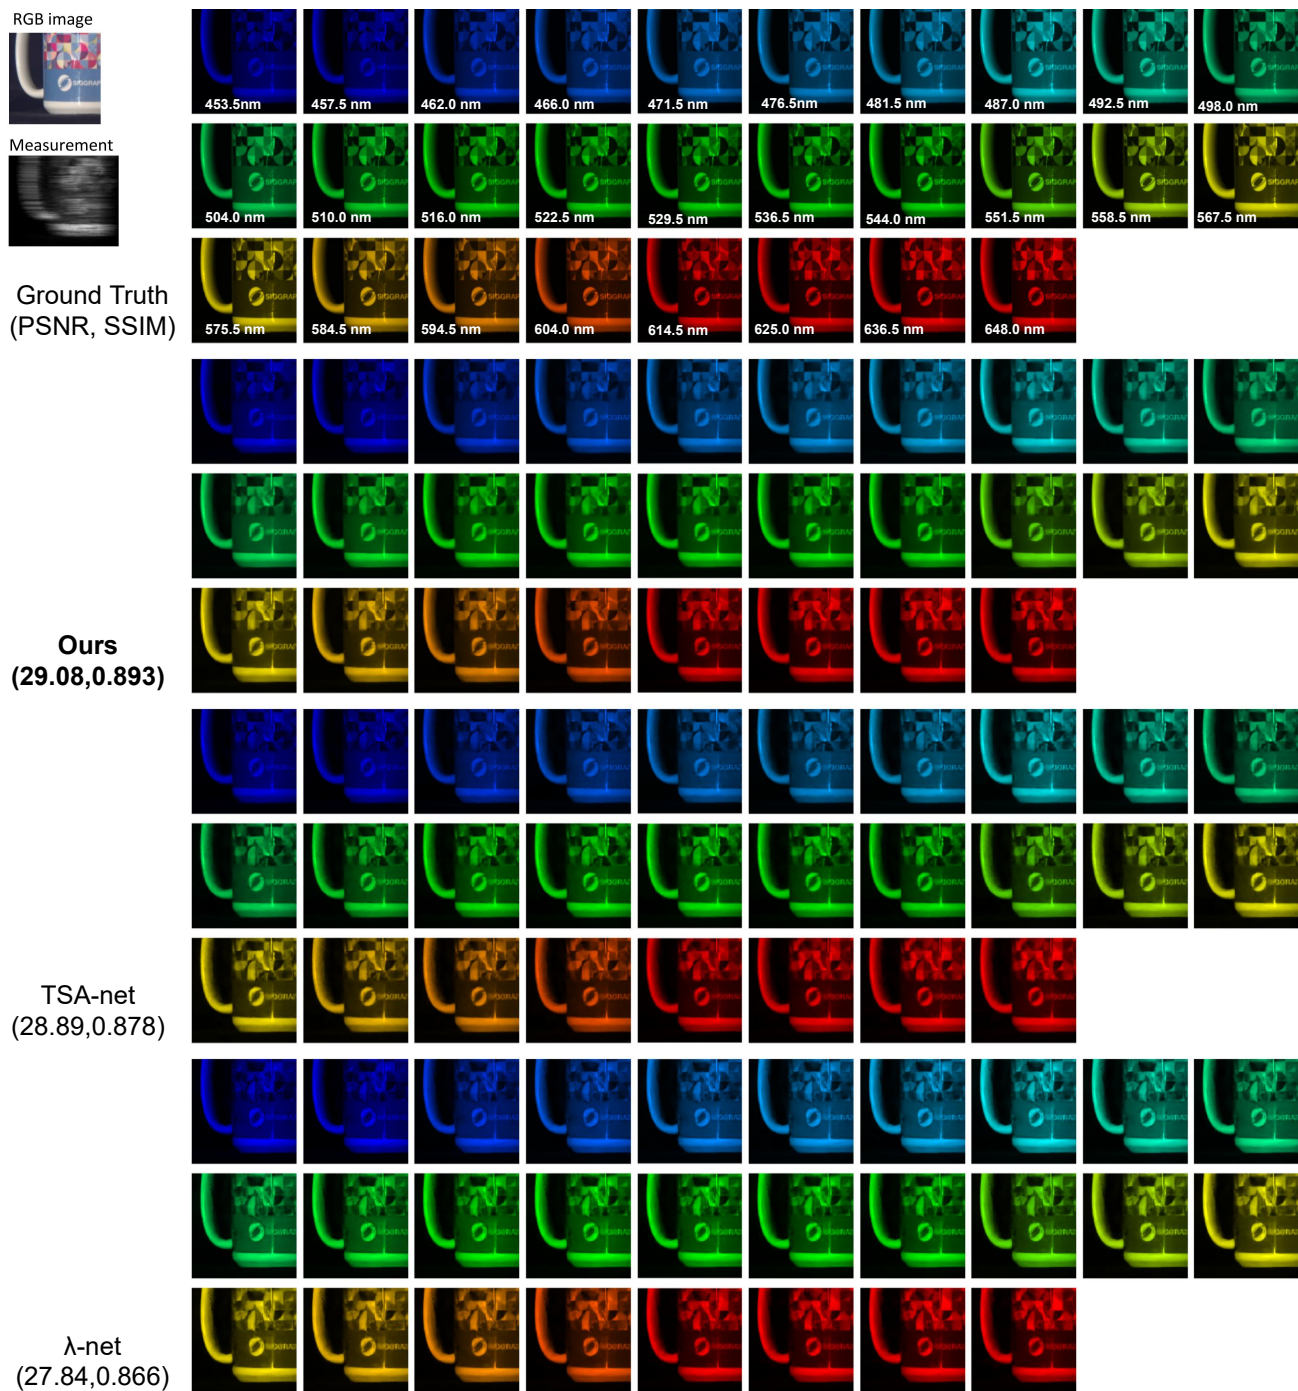 RGB image
SIGGRAP
Measurement
453.5nm
457.5 nm
462.0 nm
466.0 nm
471.5 nm
476.5nm
481.5 nm
487.0 nm
492.5 nm
498.0 nm
504.0 nm
510.0 nm
516.0 nm
522.5 nm
529.5 nm
536.5 nm
544.0 nm
551.5 nm
558.5 nm
567.5 nm
Ground Truth
(PSNR, SSIM)
575.5 nm
584.5 nm
594.5 nm
604.0 nm
614.5 nm
625.0 nm
636.5 nm
648.0 nm
Ours
(29.08,0.893)
TSA-net
(28.89,0.878)
λ-net
(27.84,0.866)